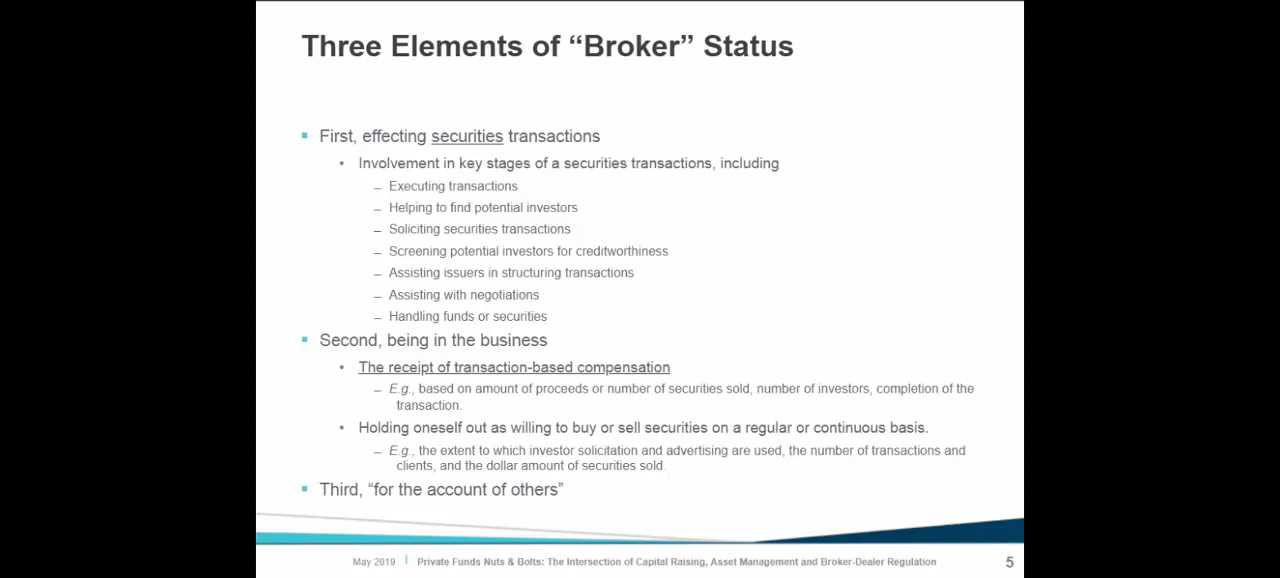 Three Elements of “Broker” Status
▪ First, effecting securities transactions
• Involvement in key stages of a securities transactions, including
– Executing transactions
– Helping to find potential investors
– Soliciting securities transactions
– Screening potential investors for creditworthiness
– Assisting issuers in structuring transactions
– Assisting with negotiations
– Handling funds or securities
▪ Second, being in the business
• The receipt of transaction-based compensation
– E.g., based on amount of proceeds or number of securities sold, number of investors, completion of the
transaction.
• Holding oneself out as willing to buy or sell securities on a regular or continuous basis.
– E.g., the extent to which investor solicitation and advertising are used, the number of transactions and
clients, and the dollar amount of securities sold.
▪ Third, “for the account of others”
May 2019 | Private Funds Nuts & Bolts: The Intersection of Capital Raising, Asset Management and Broker-Dealer Regulation 5